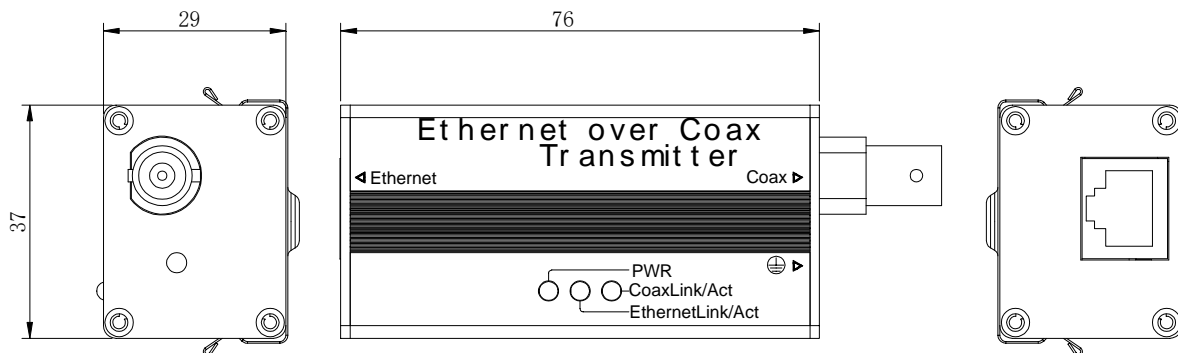 29
76
37
Ethernet over Coax
Transmitter
Ethernet
Coax
PWR
CoaxLink/Act
EthernetLink/Act